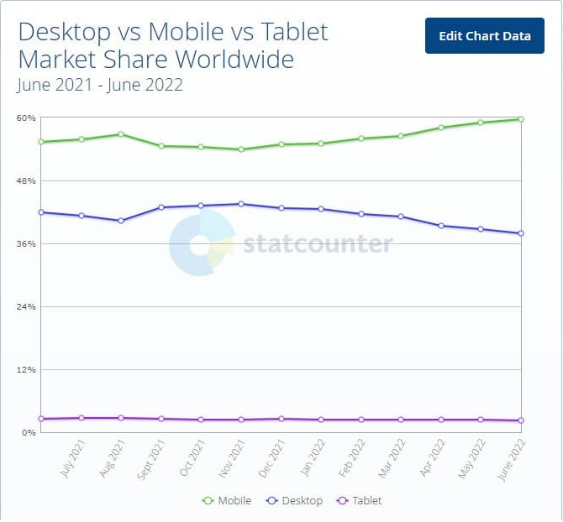 Desktop vs Mobile vs Tablet
Market Share Worldwide
June 2021 - June 2022
Edit Chart Data
60%
48%
36%
24%
12%
0%
statcounter
July 2021
Aug 2021
Sept 2021
Oct 2021
Nov 2021
Dec 2021
Jan 2022
Feb 2022
Mar 2022
Apr 2022
May 2022
June 2022
Mobile Desktop Tablet